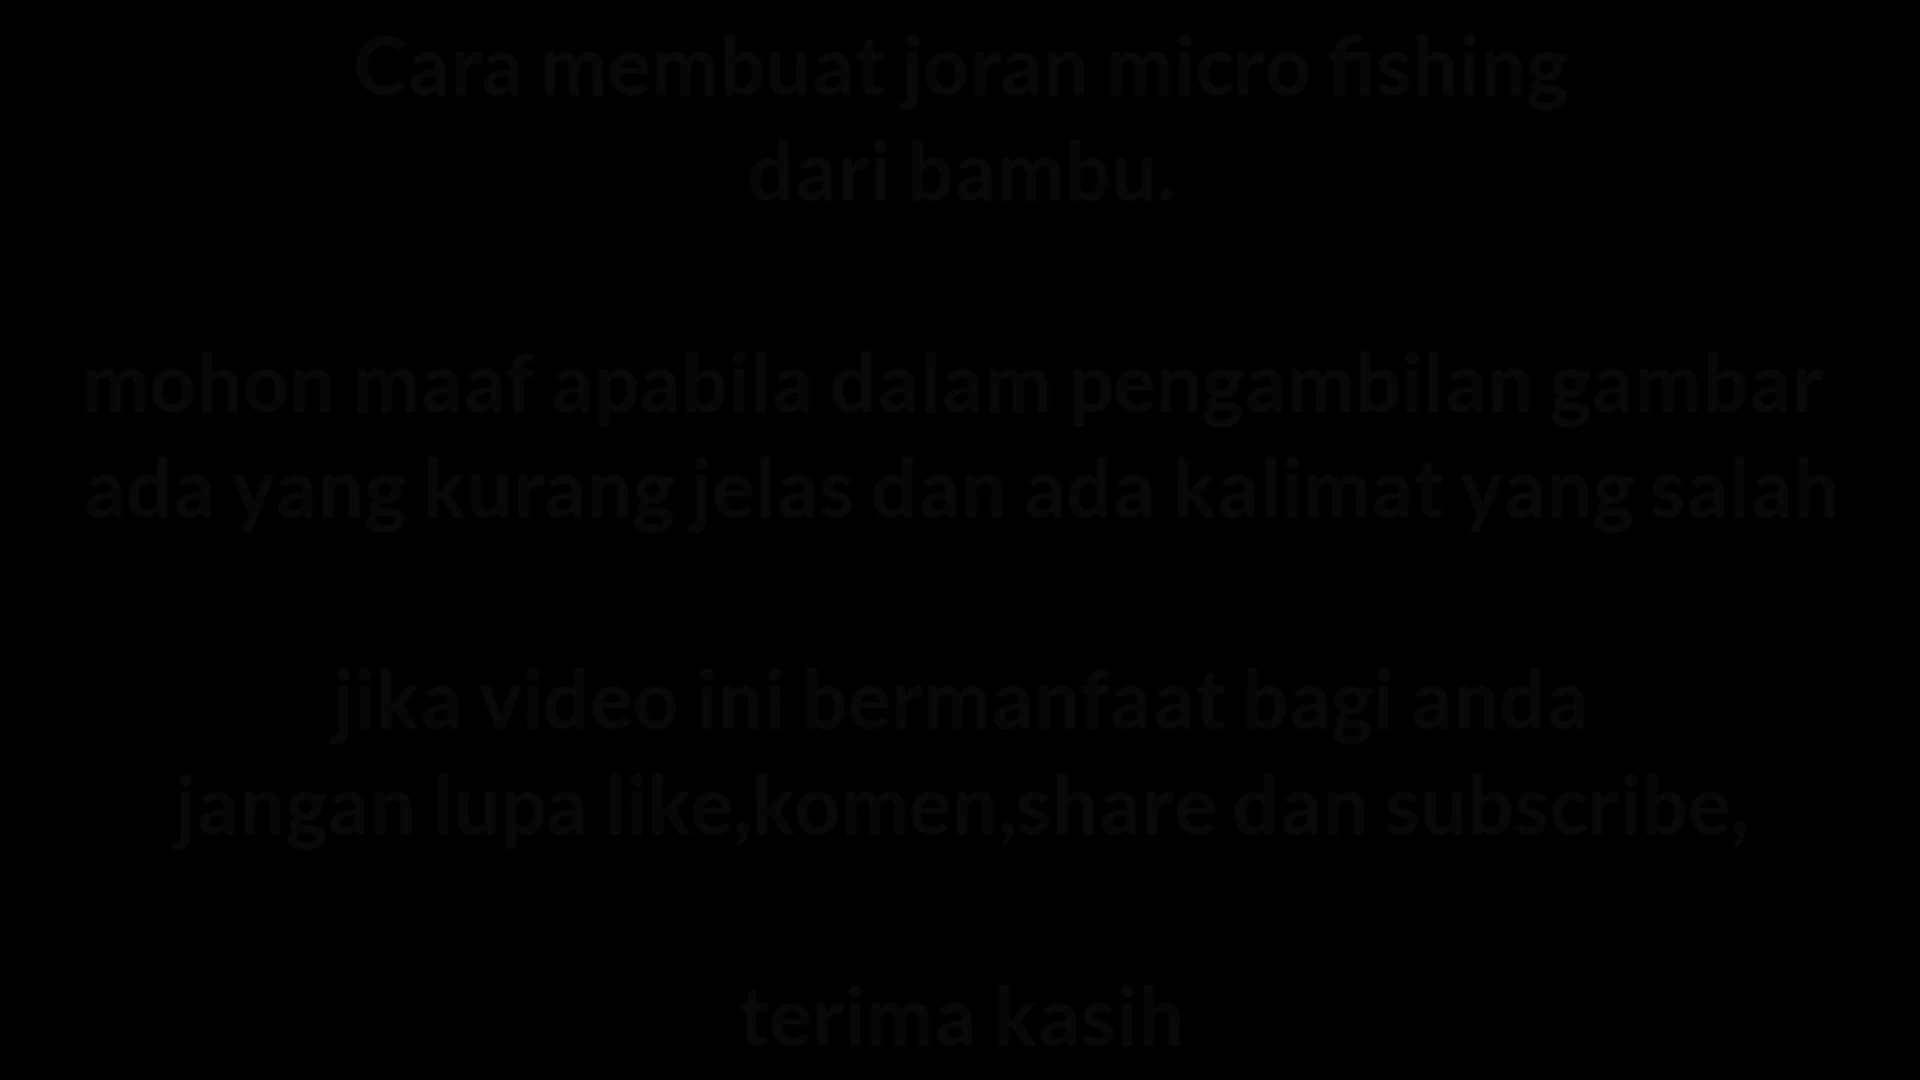 Cara membuat joran micro fishing
dari bambu.
mohon maaf apabila dalam pengambilan gambar
ada yang kurang jelas dan ada kalimat yang salah
jika video ini bermanfaat bagi anda
jangan lupa like,komen,share dan subscribe,
terima kasih